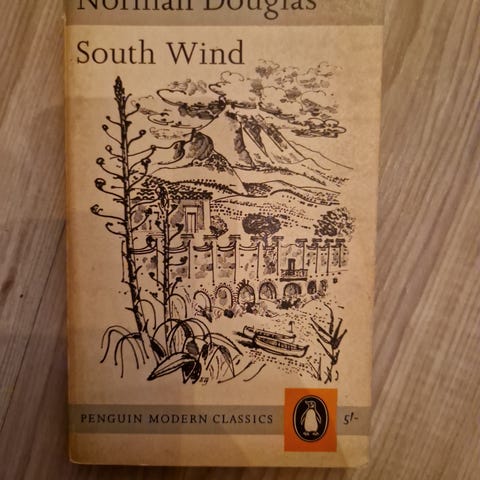 Norman Douglas
South Wind
PENGUIN MODERN CLASSICS
5/-